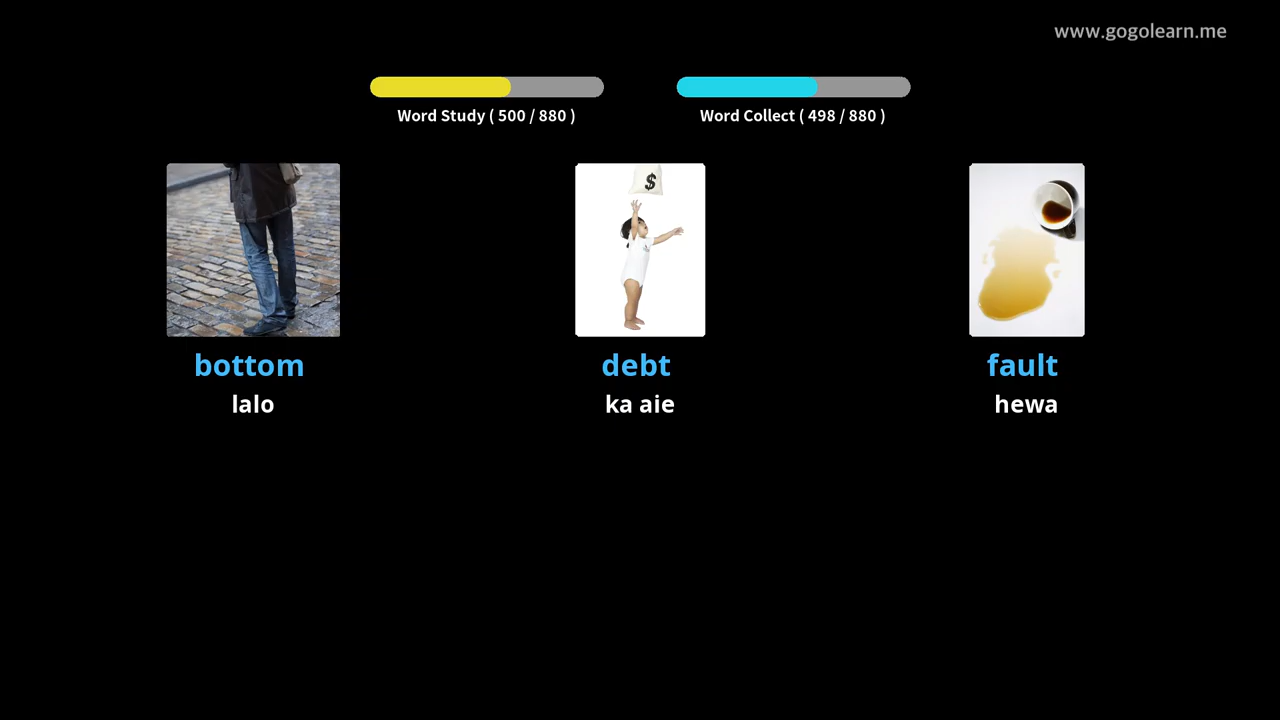 www.gogolearn.me
Word Study ( 500 / 880 )
Word Collect ( 498 / 880 )
$
bottom
lalo
debt
ka aie
fault
hewa